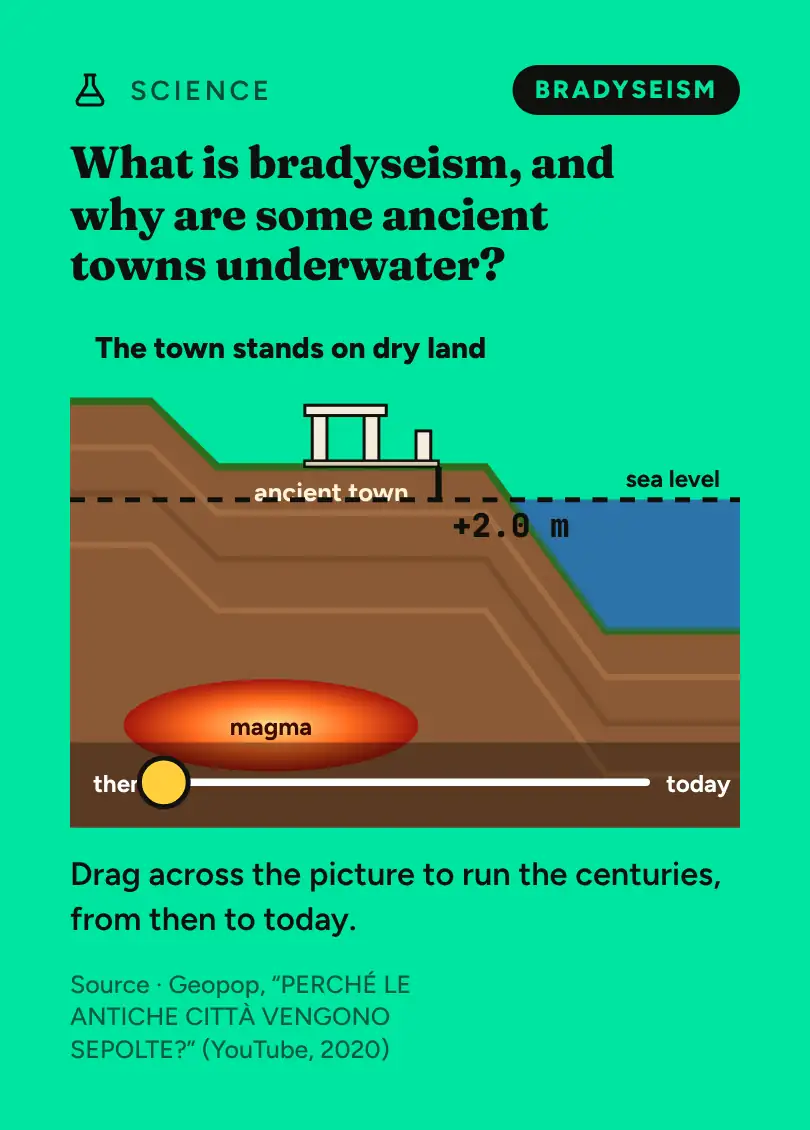 SCIENCE
BRADYSEISM
What is bradyseism, and
why are some ancient
towns underwater?
The town stands on dry land
sea level
ancient town
+2.0 m
magma
then
today
Drag across the picture to run the centuries,
from then to today.
Source · Geopop, “PERCHÉ LE
ANTICHE CITTÀ VENGONO
SEPOLTE?” (YouTube, 2020)